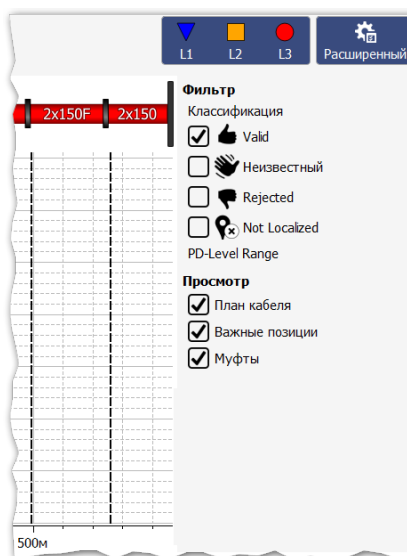 L1 L2 L3 Расширенный
Фильтр
Классификация
2x150F 2x150
Valid
Неизвестный
Rejected
Not Localized
PD-Level Range
Просмотр
План кабеля
Важные позиции
Муфты
500м